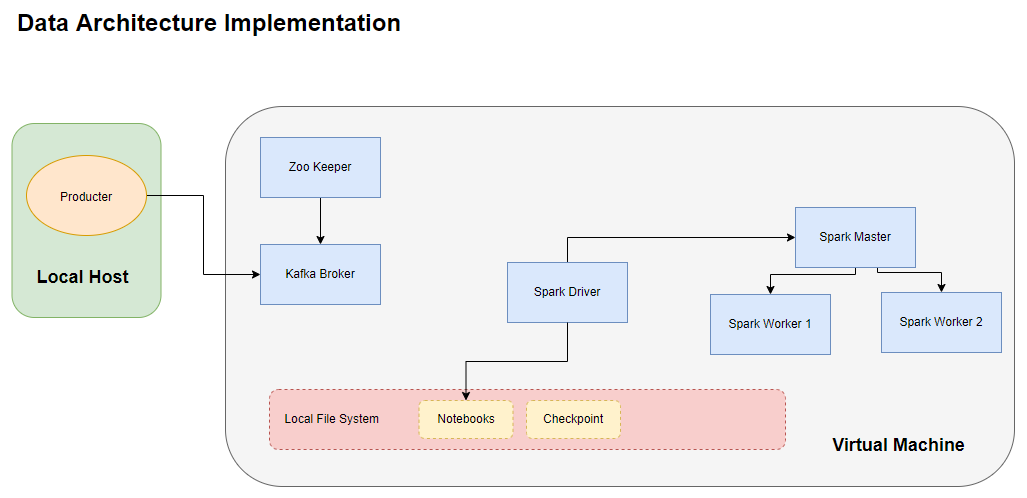 Data Architecture Implementation
Zoo Keeper
Producter
Local Host
Kafka Broker
Spark Driver
Spark Master
Spark Worker 1
Spark Worker 2
Local File System
Notebooks
Checkpoint
Virtual Machine